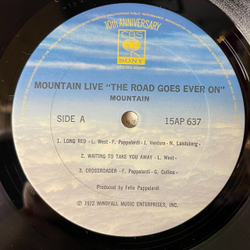 10th ANNIVERSARY
CBS
SONY
MOUNTAIN LIVE "THE ROAD GOES EVER ON"
MOUNTAIN
SIDE A
15AP 637
1. LONG RED - L. West - F. Pappalardi - J. Ventura - N. Landsberg -
2. WAITING TO TAKE YOU AWAY - L. West -
3. CROSSROADER - F. Pappalardi - G. Collins -
Produced by Felix Pappalardi
℗ 1972 WINDFALL MUSIC ENTERPRISES, INC.